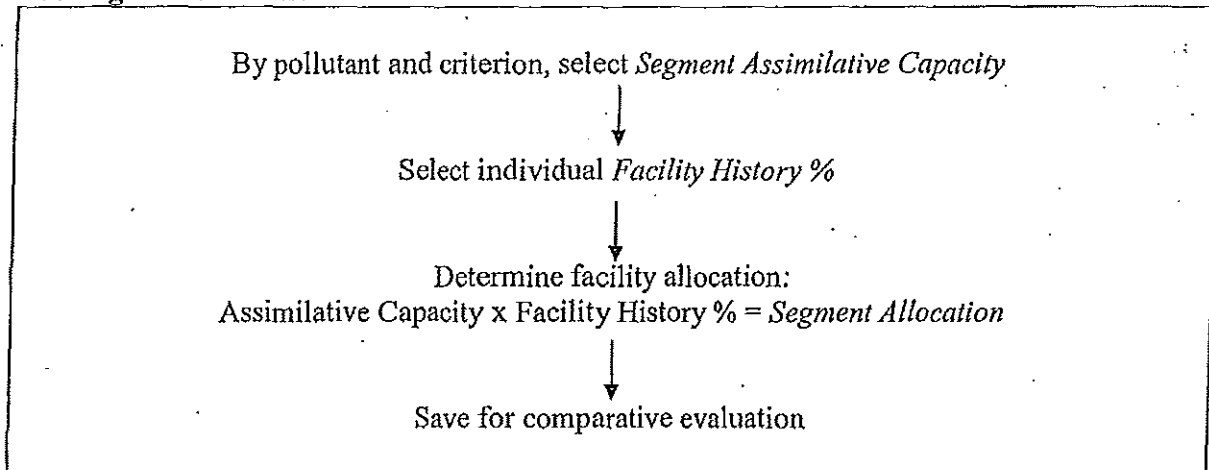 By pollutant and criterion, select Segment Assimilative Capacity
Select individual Facility History %
Determine facility allocation:
Assimilative Capacity x Facility History % = Segment Allocation
Save for comparative evaluation